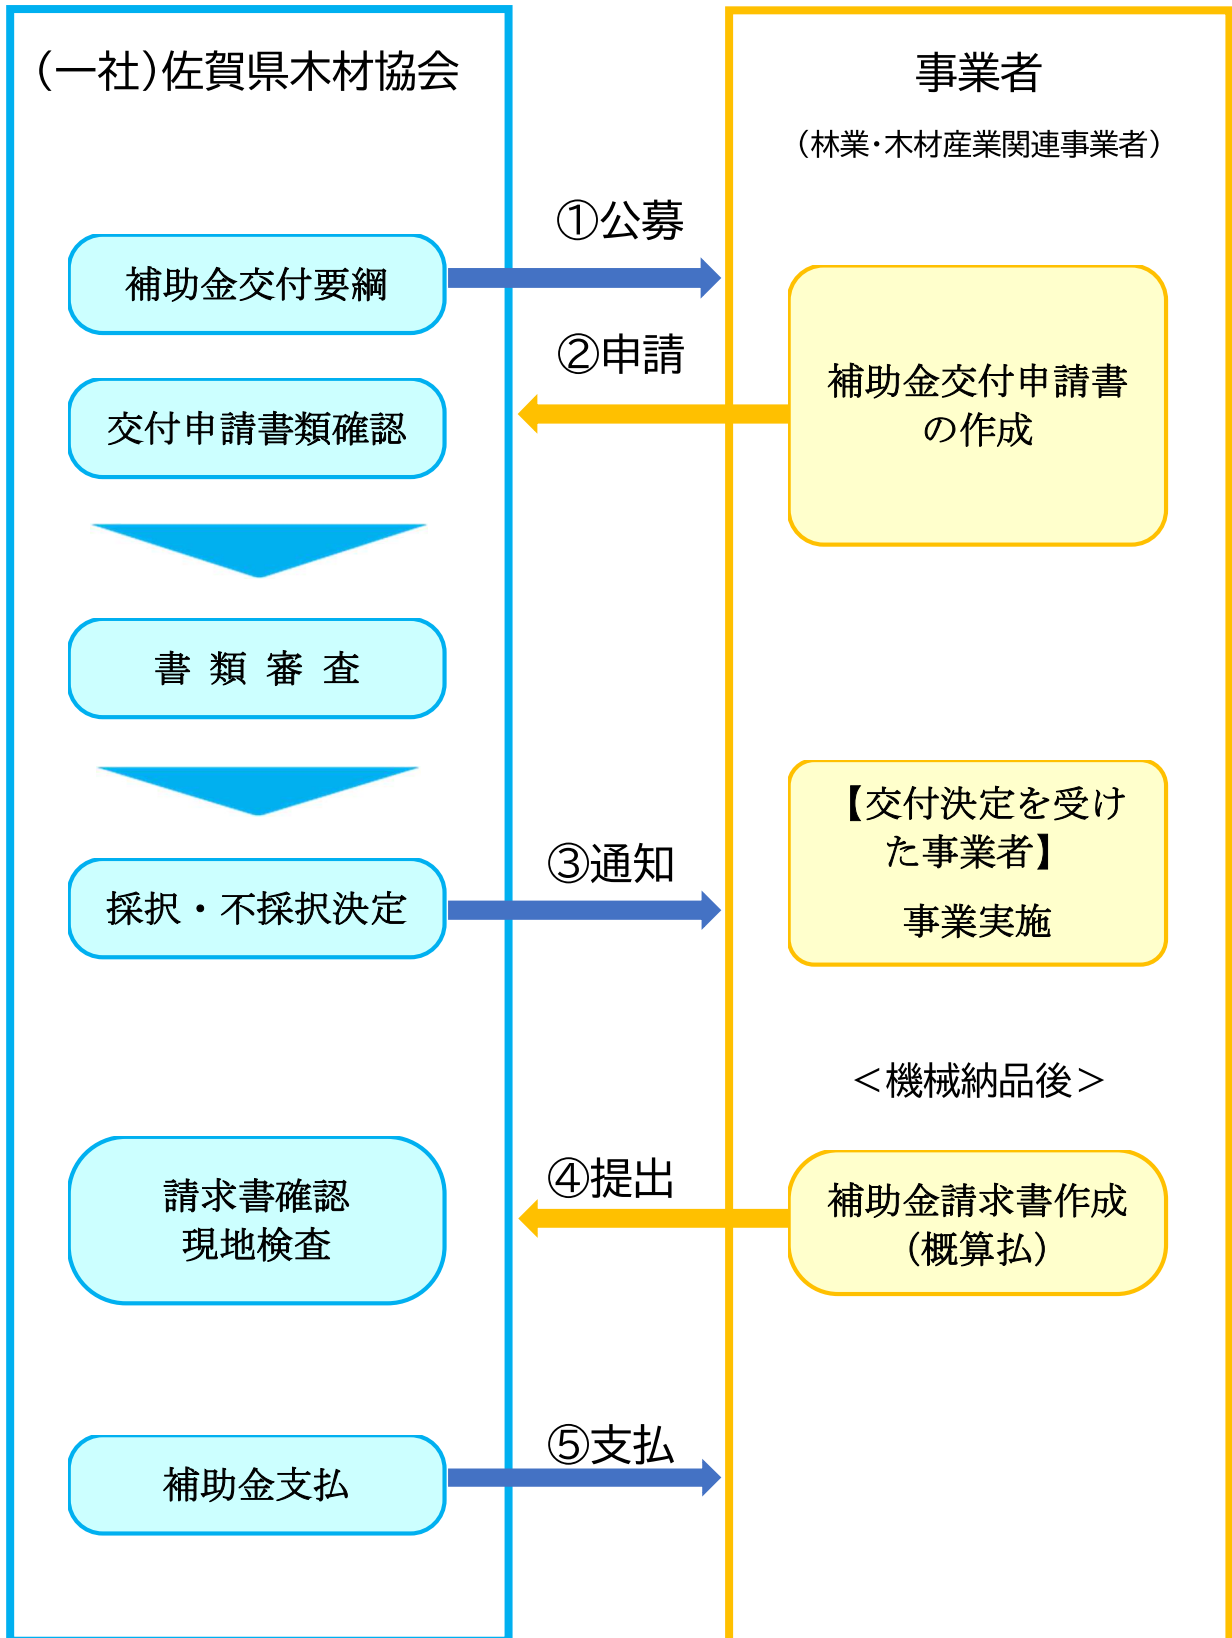 （一社）佐賀県木材協会
事業者
（林業・木材産業関連事業者）
①公募
補助金交付要綱
②申請
補助金交付申請書
の作成
交付申請書類確認
書 類 審 査
【交付決定を受け
た事業者】
事業実施
③通知
採択・不採択決定
＜機械納品後＞
④提出
補助金請求書作成
（概算払）
請求書確認
現地検査
⑤支払
補助金支払